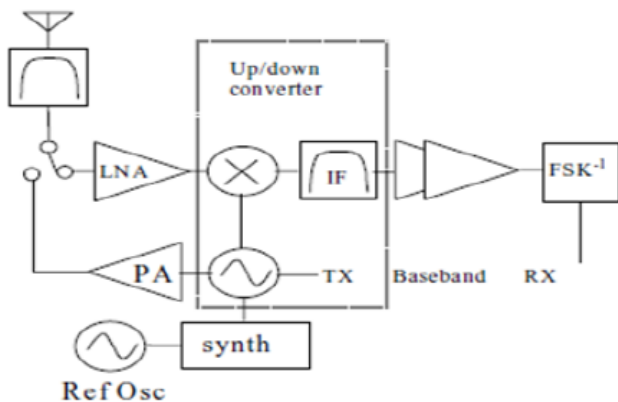 Up/down
converter
LNA
IF
FSK⁻¹
PA
TX
Baseband
RX
synth
Ref Osc